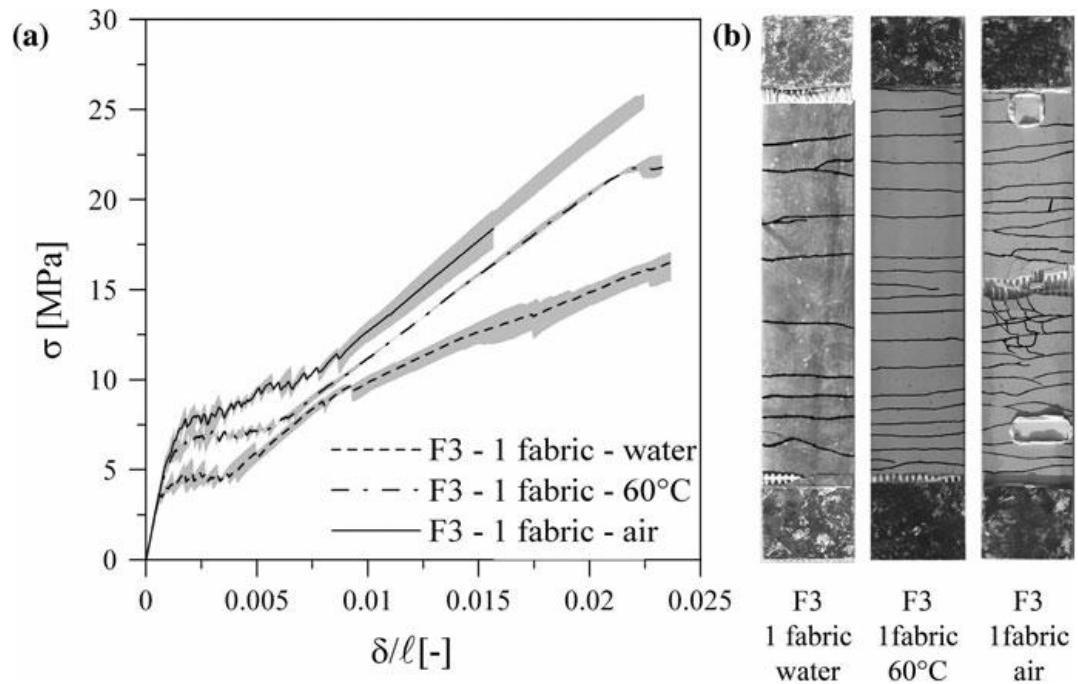 (a)
30
25
20
15
10
5
0
σ [MPa]
F3 - 1 fabric - water
F3 - 1 fabric - 60°C
F3 - 1 fabric - air
0 0.005 0.01 0.015 0.02 0.025
δ/ℓ[-]
(b)
F3
1 fabric
water
F3
1fabric
60°C
F3
1fabric
air